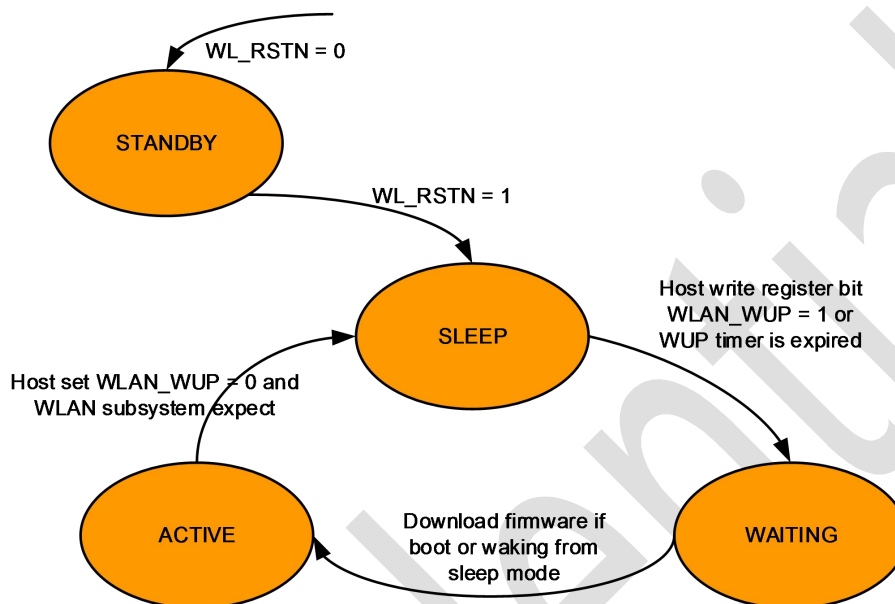 WL_RSTN = 0
STANDBY
WL_RSTN = 1
Host write register bit
WLAN_WUP = 1 or
WUP timer is expired
SLEEP
Host set WLAN_WUP = 0 and
WLAN subsystem expect
ACTIVE
Download firmware if
boot or waking from
sleep mode
WAITING